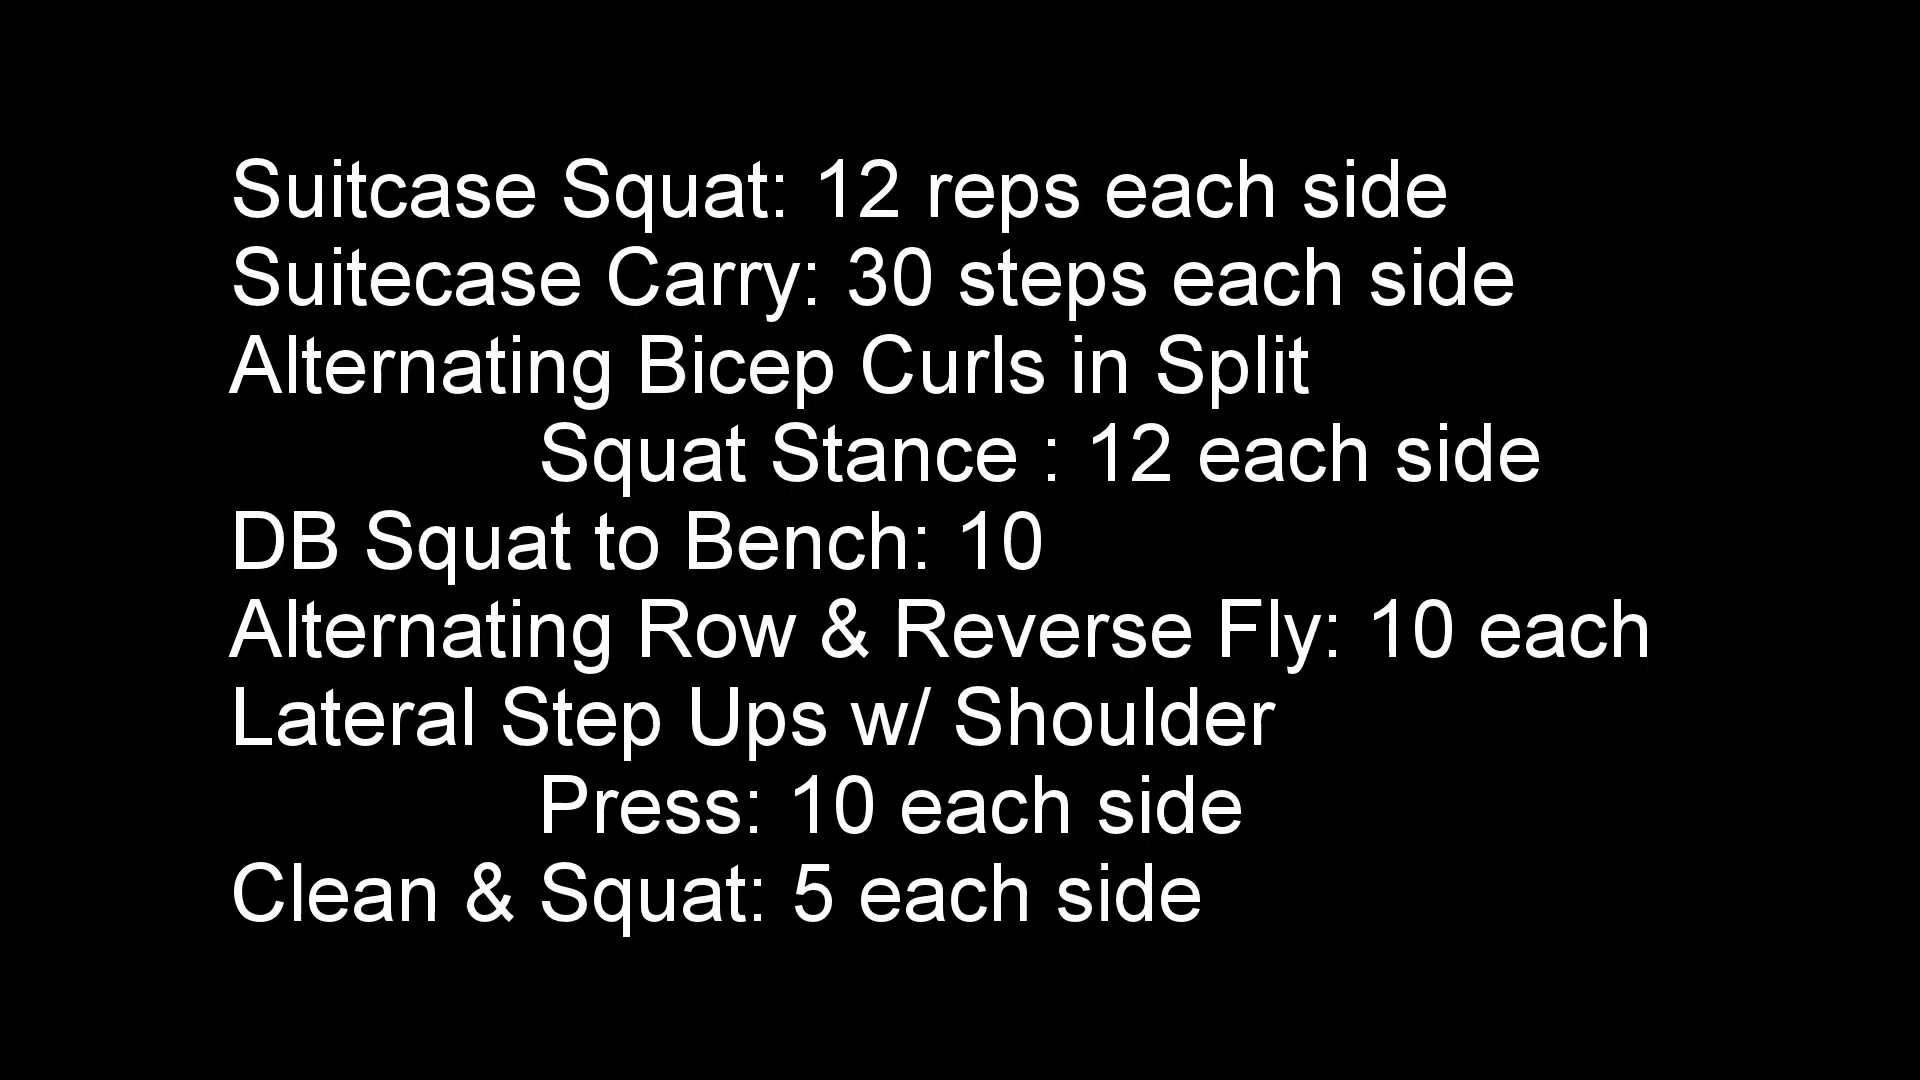 Suitcase Squat: 12 reps each side
Suitecase Carry: 30 steps each side
Alternating Bicep Curls in Split
Squat Stance : 12 each side
DB Squat to Bench: 10
Alternating Row & Reverse Fly: 10 each
Lateral Step Ups w/ Shoulder
Press: 10 each side
Clean & Squat: 5 each side